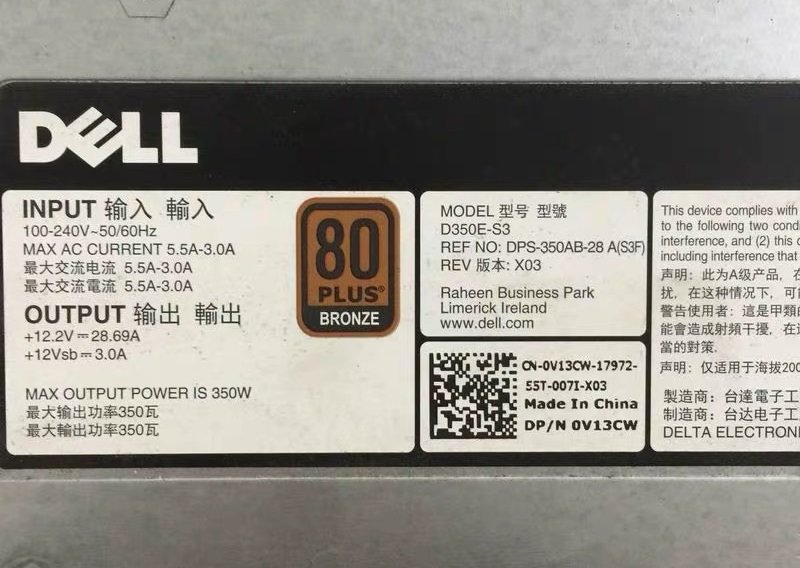 DELL
INPUT 输入 輸入
100-240V~50/60Hz
MAX AC CURRENT 5.5A-3.0A
最大交流电流 5.5A-3.0A
最大交流電流 5.5A-3.0A
OUTPUT 输出 輸出
+12.2V⎓28.69A
+12Vsb⎓3.0A
MAX OUTPUT POWER IS 350W
最大输出功率350瓦
最大輸出功率350瓦
80
PLUS®
BRONZE
MODEL 型号 型號
D350E-S3
REF NO: DPS-350AB-28 A(S3F)
REV 版本: X03
Raheen Business Park
Limerick Ireland
www.dell.com
CN-0V13CW-17972-
55T-007I-X03
Made In China
DP/N 0V13CW
This device complies with
to the following two
interference, and (2) this
including interference that
声明：此为A级产品，在
扰，在这种情况下，可
警告使用者：這是甲類的
能會造成射頻干擾，在
當的對策.
声明：仅适用于海拔200
製造商：台達電子工
制造商：台达电子工
DELTA ELECTRON